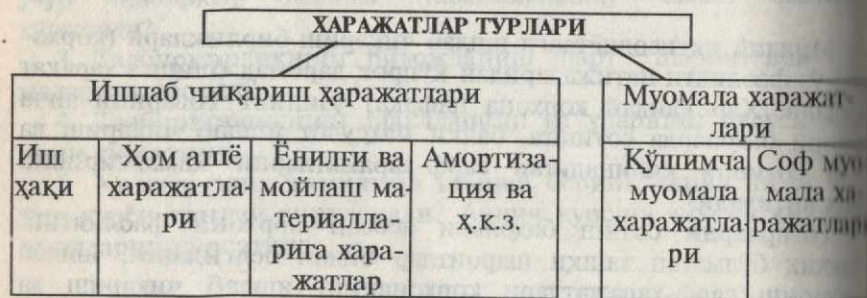 ХАРАЖАТЛАР ТУРЛАРИ
Ишлаб чиқариш ҳаражатлари
Муомала харажат-
лари
Иш
ҳақи
Хом ашё
харажатла-
ри
Ёнилғи ва
мойлаш ма-
териалла-
рига хара-
жатлар
Амортиза-
ция ва
ҳ.к.з.
Қўшимча
муомала
харажатла-
ри
Соф муо-
мала ха-
ражатлари